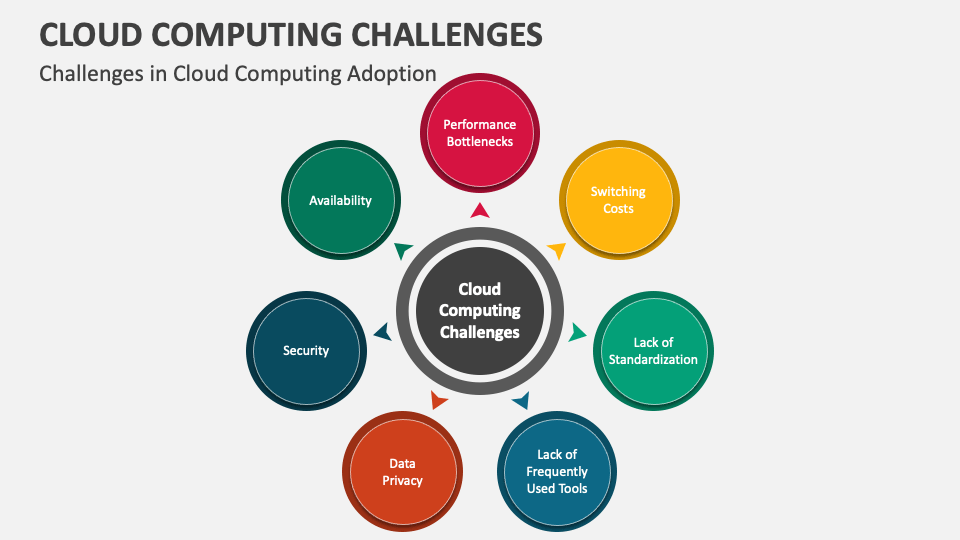 CLOUD COMPUTING CHALLENGES
Challenges in Cloud Computing Adoption
Performance
Bottlenecks
Switching
Costs
Lack of
Standardization
Lack of
Frequently
Used Tools
Data
Privacy
Security
Availability
Cloud
Computing
Challenges